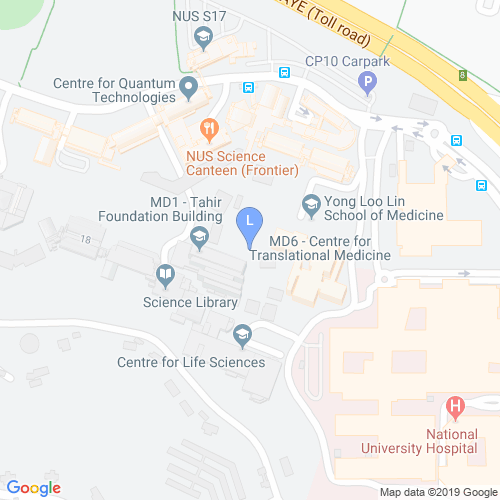 AYE (Toll road)
NUS S17
8
CP10 Carpark
P
Centre for Quantum
Technologies
NUS Science
Canteen (Frontier)
MD1 - Tahir
Foundation Building
Yong Loo Lin
School of Medicine
L
18
MD6 - Centre for
Translational Medicine
Science Library
Centre for Life Sciences
H
National
University Hospital
Google
Map data ©2019 Google